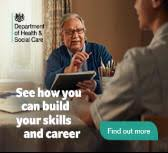 Department
of Health &
Social Care
See how you
can build
your skills
and career
Find out more